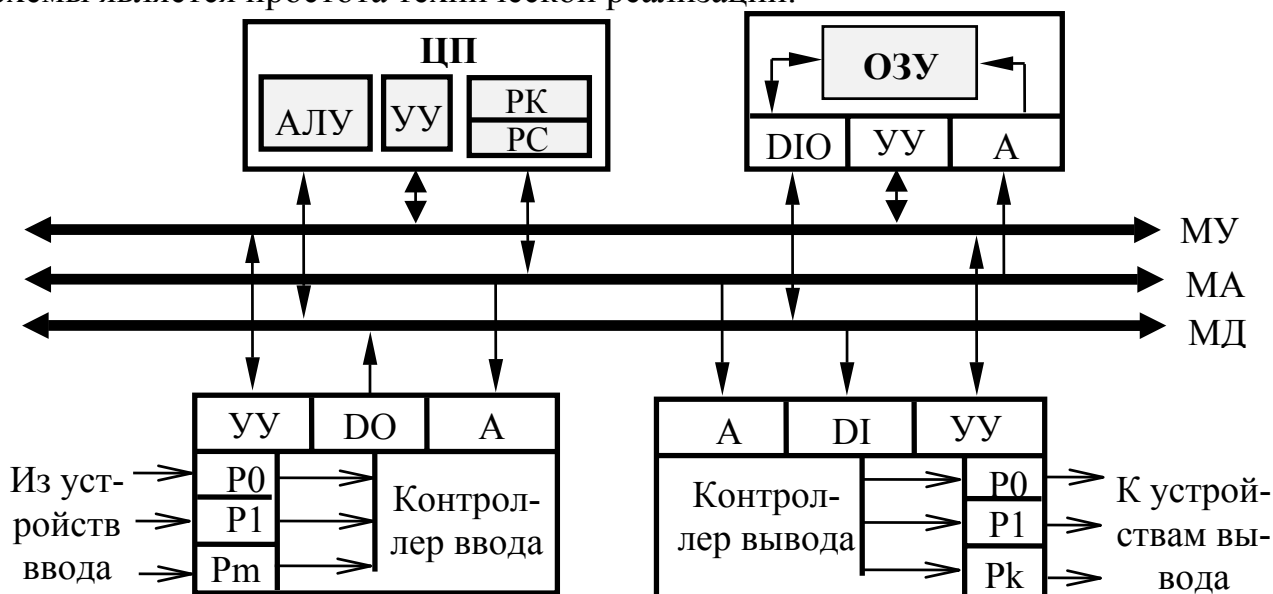 схемы является простота технической реализации.
ЦП
АЛУ
УУ
РК
РС
ОЗУ
DIO
УУ
А
МУ
МА
МД
УУ
DO
А
Из уст-
ройств
ввода
P0
P1
Pm
Контрол-
лер ввода
А
DI
УУ
Контрол-
лер вывода
P0
P1
Pk
К устрой-
ствам вы-
вода